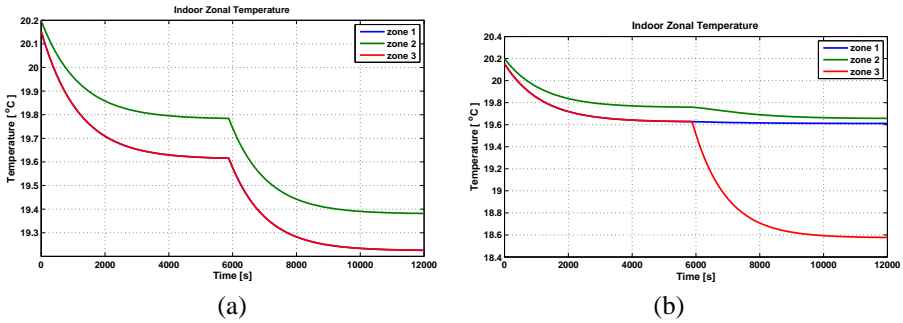 Indoor Zonal Temperature
20.2
20.1
20
19.9
19.8
19.7
19.6
19.5
19.4
19.3
Temperature [ °C]
0 2000 4000 6000 8000 10000 12000
Time [s]
zone 1
zone 2
zone 3
(a)
Indoor Zonal Temperature
20.4
20.2
20
19.8
19.6
19.4
19.2
19
18.8
18.6
18.4
Temperature [ °C]
0 2000 4000 6000 8000 10000 12000
Time [s]
zone 1
zone 2
zone 3
(b)